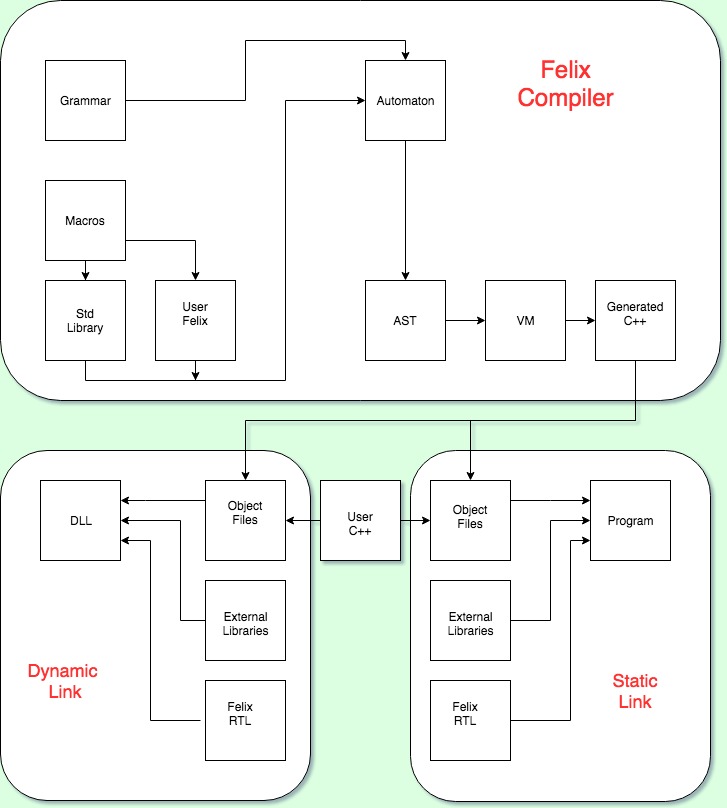 Felix
Compiler
Grammar
Automaton
Macros
Std
Library
User
Felix
AST
VM
Generated
C++
DLL
Object
Files
User
C++
Object
Files
Program
External
Libraries
External
Libraries
Dynamic
Link
Static
Link
Felix
RTL
Felix
RTL